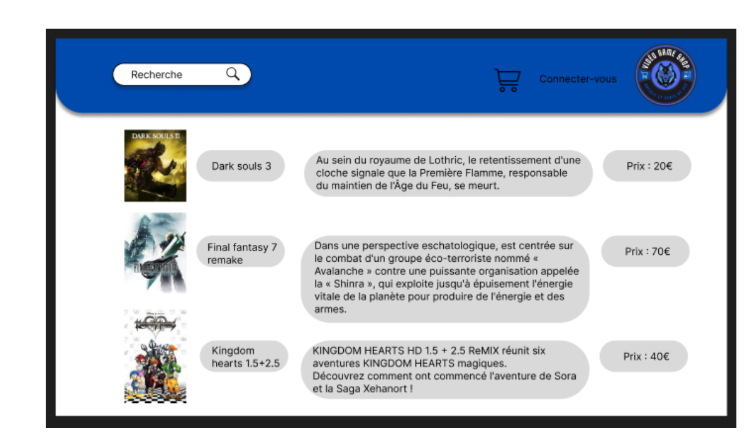 Recherche
Connecter-vous
VIDÉO GAME SHOP
DARK SOULS III
Dark souls 3
Au sein du royaume de Lothric, le retentissement d'une
cloche signale que la Première Flamme, responsable
du maintien de l'Âge du Feu, se meurt.
Prix : 20€
Final fantasy 7
remake
Dans une perspective eschatologique, est centrée sur
le combat d'un groupe éco-terroriste nommé «
Avalanche » contre une puissante organisation appelée
la « Shinra », qui exploite jusqu'à épuisement l'énergie
vitale de la planète pour produire de l'énergie et des
armes.
Prix : 70€
Kingdom
hearts 1.5+2.5
KINGDOM HEARTS HD 1.5 + 2.5 ReMIX réunit six
aventures KINGDOM HEARTS magiques.
Découvrez comment ont commencé l'aventure de Sora
et la Saga Xehanort !
Prix : 40€